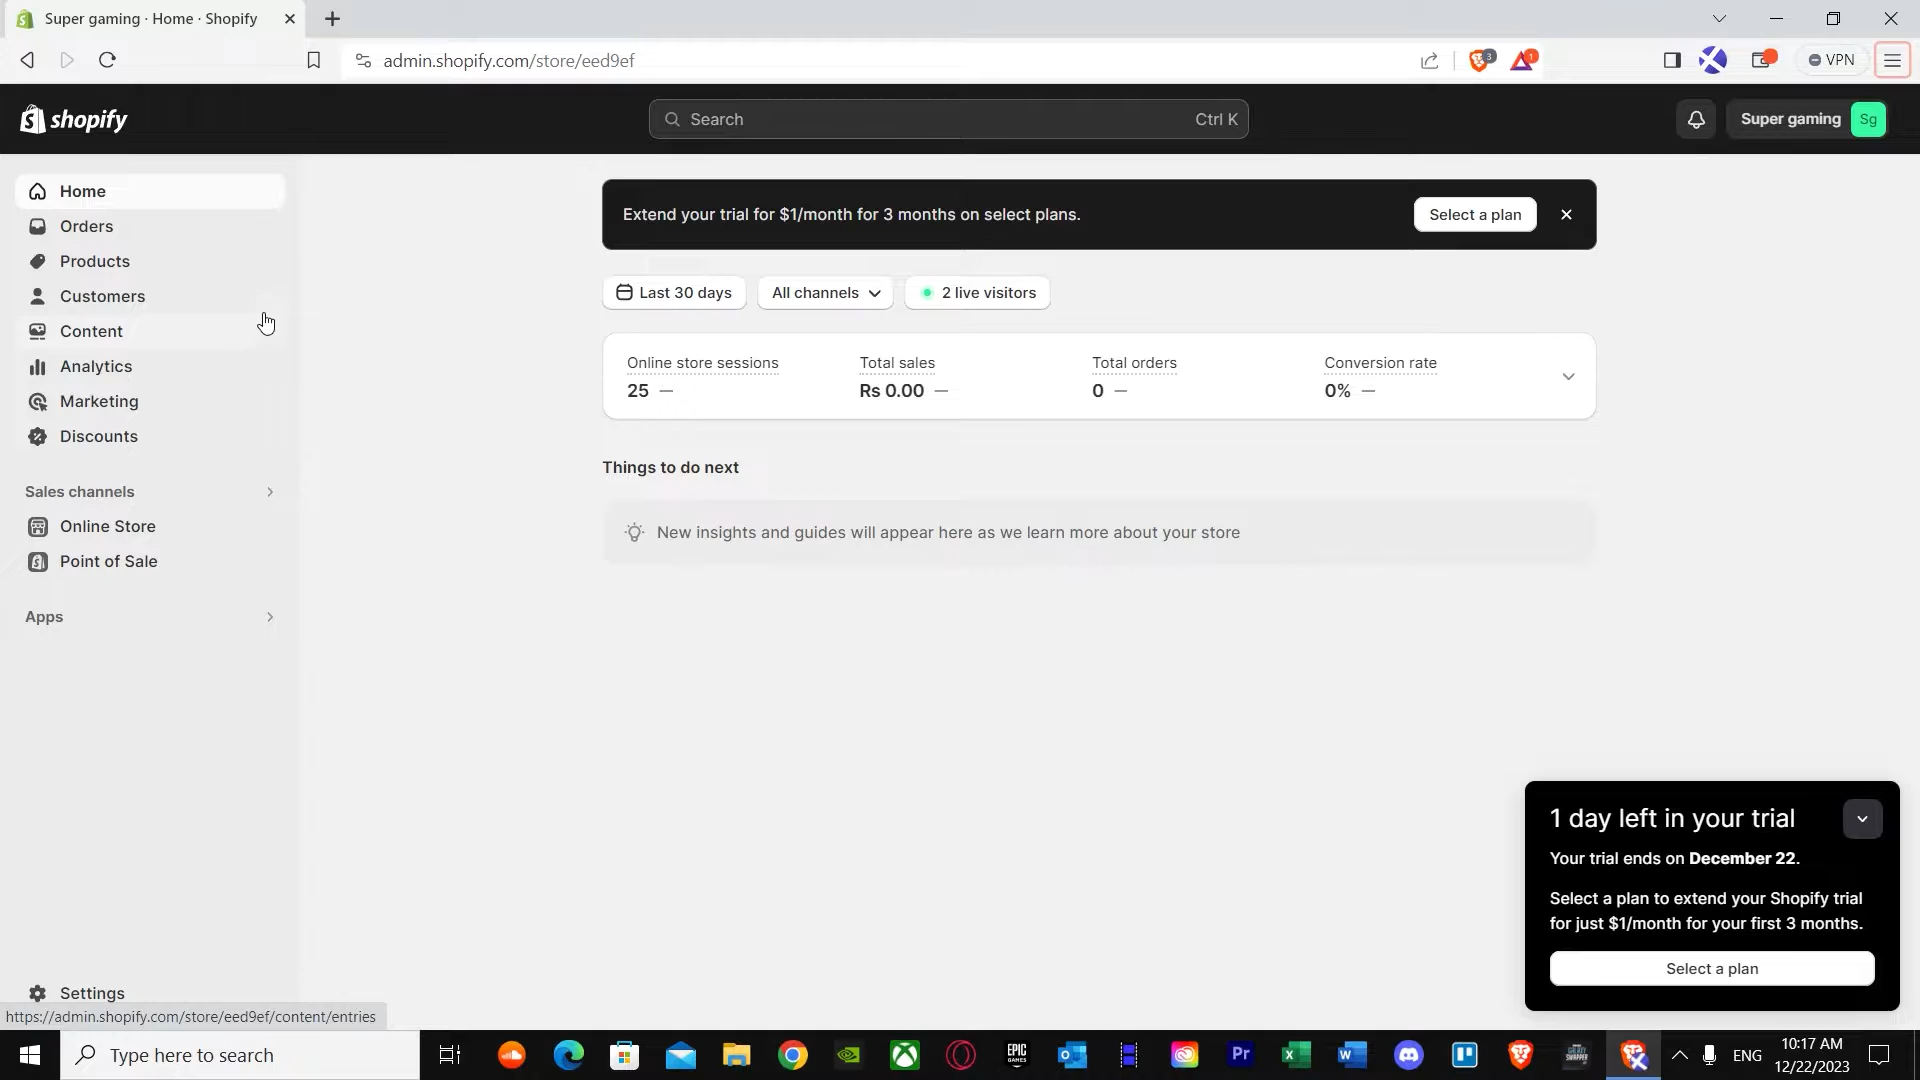 Super gaming · Home · Shopify
admin.shopify.com/store/eed9ef
3
1
VPN
shopify
Search
Ctrl K
Super gaming
Sg
Home
Orders
Products
Customers
Content
Analytics
Marketing
Discounts
Sales channels
Online Store
Point of Sale
Apps
Settings
https://admin.shopify.com/store/eed9ef/content/entries
Extend your trial for $1/month for 3 months on select plans.
Select a plan
Last 30 days
All channels
2 live visitors
Online store sessions
25 —
Total sales
Rs 0.00 —
Total orders
0 —
Conversion rate
0% —
Things to do next
New insights and guides will appear here as we learn more about your store
1 day left in your trial
Your trial ends on December 22.
Select a plan to extend your Shopify trial
for just $1/month for your first 3 months.
Select a plan
Type here to search
EPIC
GAMES
Pr
ENG
10:17 AM
12/22/2023